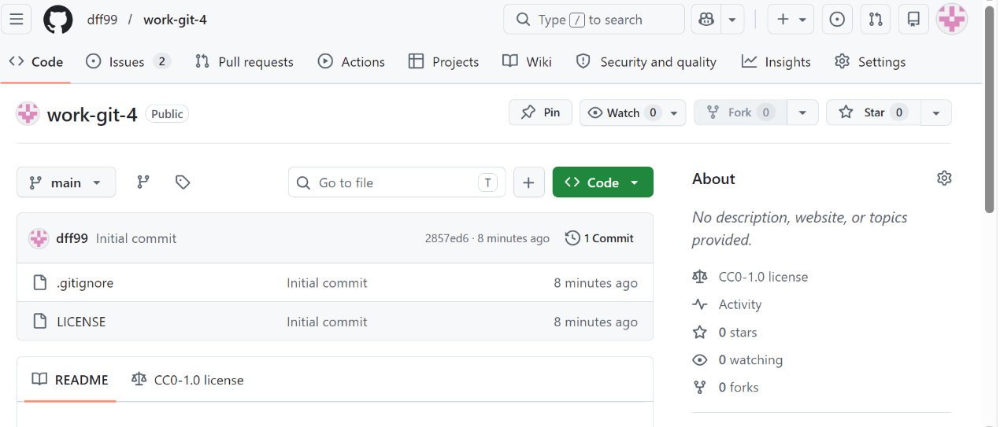 dff99 / work-git-4 Type / to search
Code Issues 2 Pull requests Actions Projects Wiki Security and quality Insights Settings
work-git-4 Public Pin Watch 0 Fork 0 Star 0
main Go to file T Code
About
No description, website, or topics
provided.
dff99 Initial commit 2857ed6 · 8 minutes ago 1 Commit
.gitignore Initial commit 8 minutes ago
LICENSE Initial commit 8 minutes ago
CC0-1.0 license
Activity
0 stars
0 watching
0 forks
README CC0-1.0 license